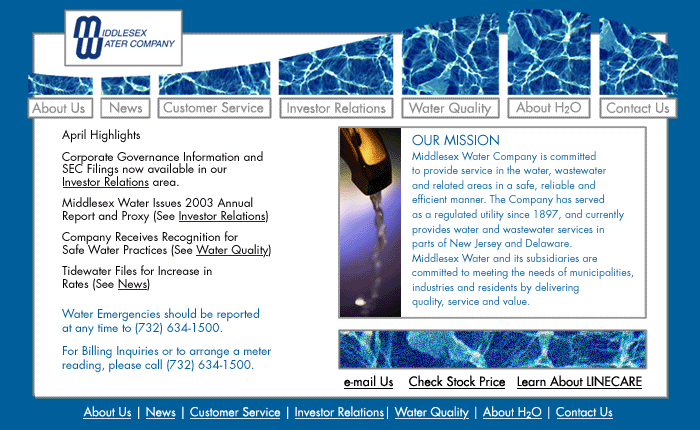 MIDDLESEX
WATER COMPANY
About Us
News
Customer Service
Investor Relations
Water Quality
About H2O
Contact Us
April Highlights
Corporate Governance Information and
SEC Filings now available in our
Investor Relations area.
Middlesex Water Issues 2003 Annual
Report and Proxy (See Investor Relations)
Company Receives Recognition for
Safe Water Practices (See Water Quality)
Tidewater Files for Increase in
Rates (See News)
Water Emergencies should be reported
at any time to (732) 634-1500.
For Billing Inquiries or to arrange a meter
reading, please call (732) 634-1500.
OUR MISSION
Middlesex Water Company is committed
to provide service in the water, wastewater
and related areas in a safe, reliable and
efficient manner. The Company has served
as a regulated utility since 1897, and currently
provides water and wastewater services in
parts of New Jersey and Delaware.
Middlesex Water and its subsidiaries are
committed to meeting the needs of municipalities,
industries and residents by delivering
quality, service and value.
e-mail Us
Check Stock Price
Learn About LINECARE
About Us | News | Customer Service | Investor Relations| Water Quality | About H2O | Contact Us